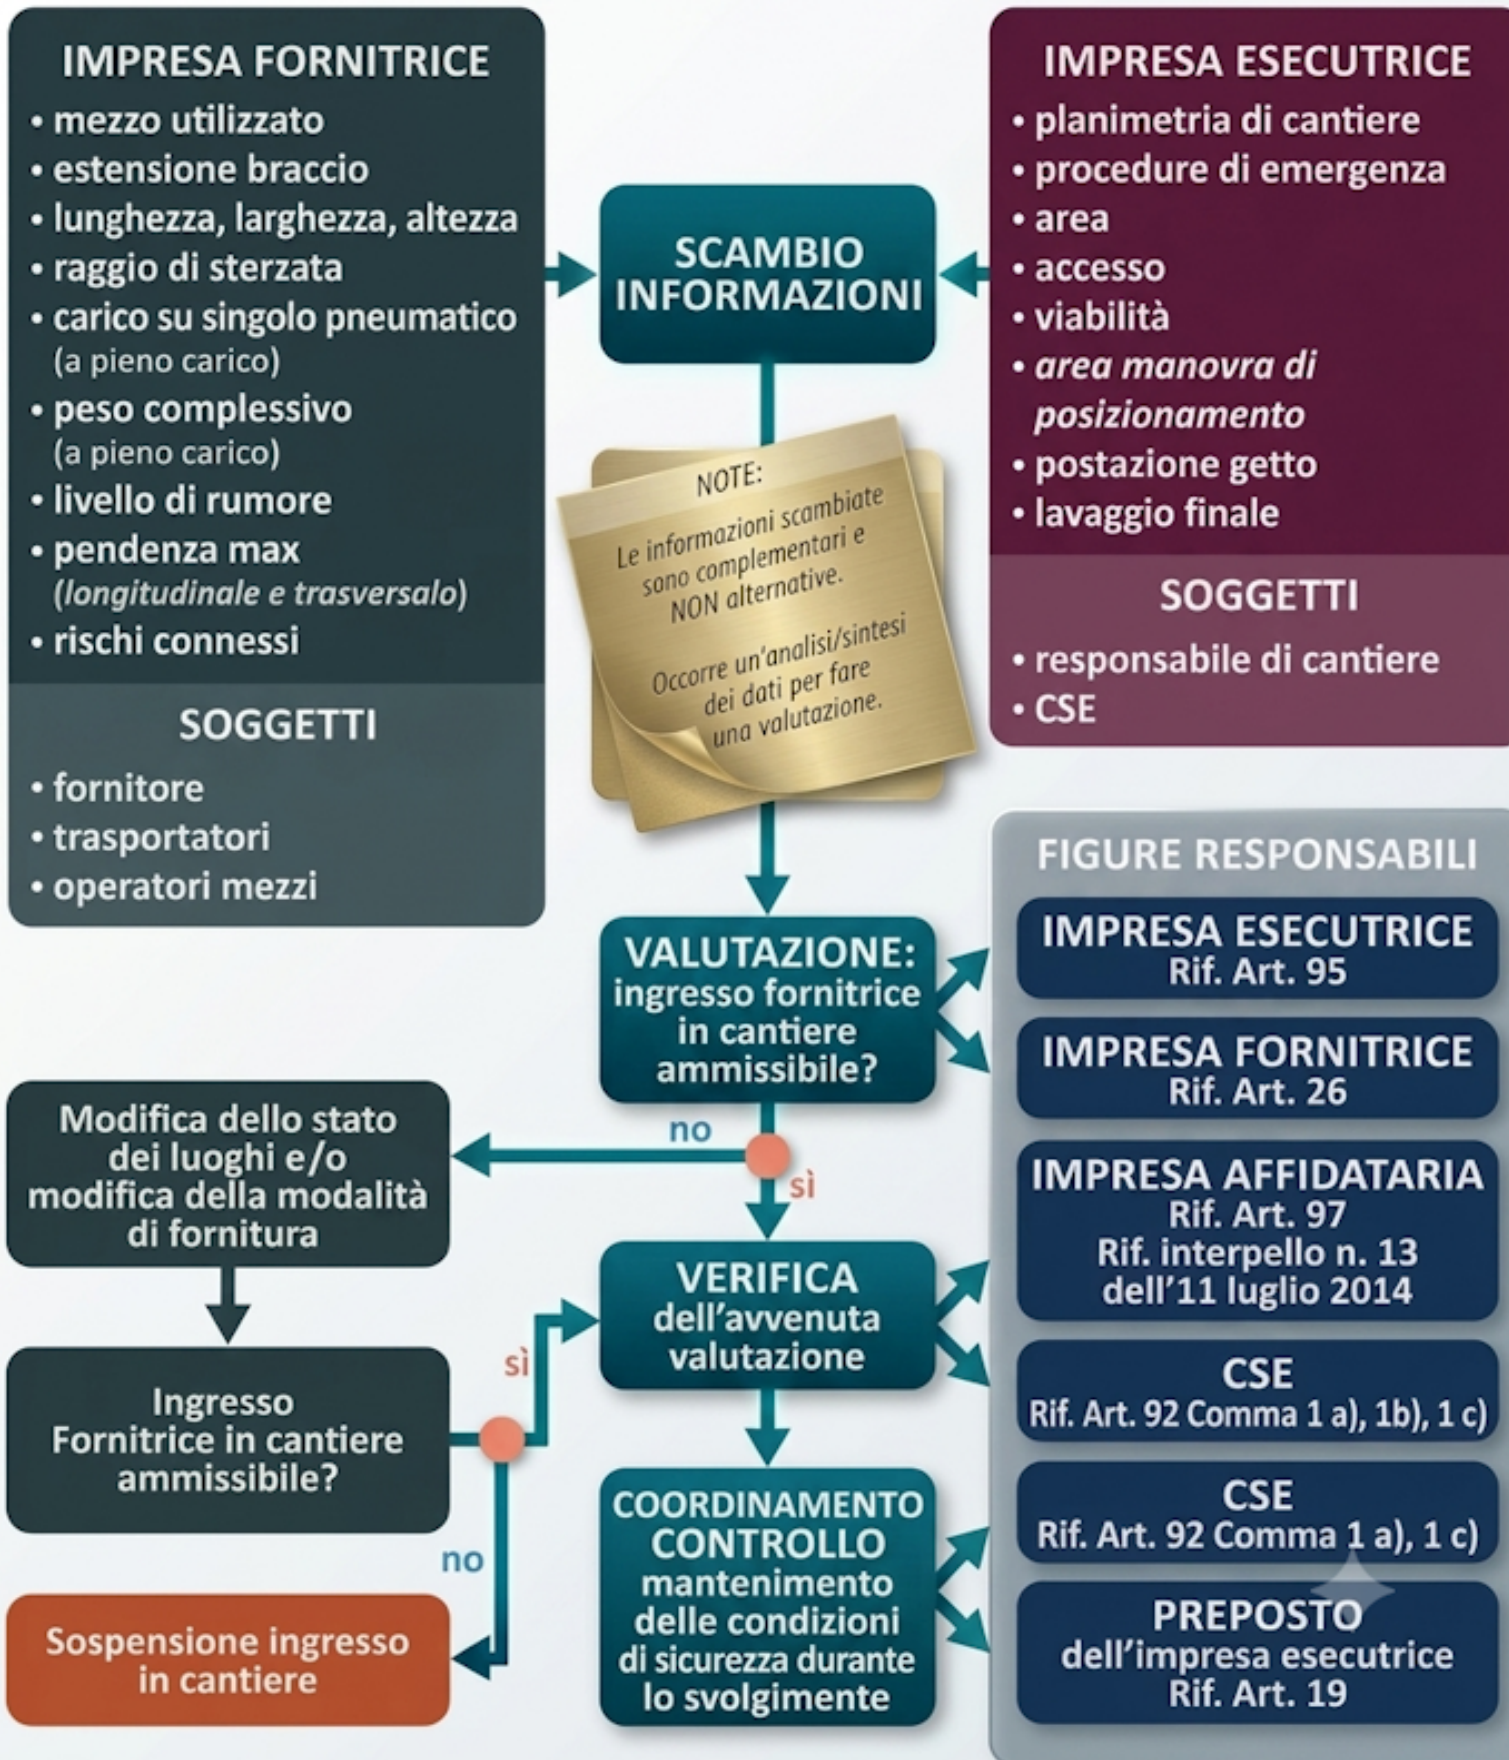 IMPRESA FORNITRICE
• mezzo utilizzato
• estensione braccio
• lunghezza, larghezza, altezza
• raggio di sterzata
• carico su singolo pneumatico
(a pieno carico)
• peso complessivo
(a pieno carico)
• livello di rumore
• pendenza max
(longitudinale e trasversalo)
• rischi connessi
SOGGETTI
• fornitore
• trasportatori
• operatori mezzi
SCAMBIO
INFORMAZIONI
IMPRESA ESECUTRICE
• planimetria di cantiere
• procedure di emergenza
• area
• accesso
• viabilità
• area manovra di
posizionamento
• postazione getto
• lavaggio finale
SOGGETTI
• responsabile di cantiere
• CSE
NOTE:
Le informazioni scambiate
sono complementari e
NON alternative.
Occorre un'analisi/sintesi
dei dati per fare
una valutazione.
VALUTAZIONE:
ingresso fornitrice
in cantiere
ammissibile?
no
sì
Modifica dello stato
dei luoghi e/o
modifica della modalità
di fornitura
Ingresso
Fornitrice in cantiere
ammissibile?
sì
no
Sospensione ingresso
in cantiere
VERIFICA
dell'avvenuta
valutazione
COORDINAMENTO
CONTROLLO
mantenimento
delle condizioni
di sicurezza durante
lo svolgimente
FIGURE RESPONSABILI
IMPRESA ESECUTRICE
Rif. Art. 95
IMPRESA FORNITRICE
Rif. Art. 26
IMPRESA AFFIDATARIA
Rif. Art. 97
Rif. interpello n. 13
dell'11 luglio 2014
CSE
Rif. Art. 92 Comma 1 a), 1b), 1 c)
CSE
Rif. Art. 92 Comma 1 a), 1 c)
PREPOSTO
dell'impresa esecutrice
Rif. Art. 19